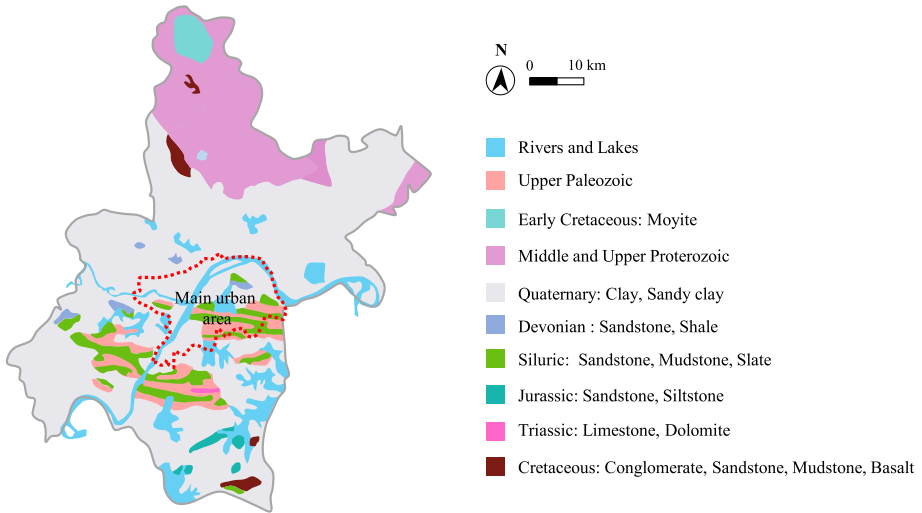 N
0 10 km
Rivers and Lakes
Upper Paleozoic
Early Cretaceous: Moyite
Middle and Upper Proterozoic
Quaternary: Clay, Sandy clay
Devonian : Sandstone, Shale
Siluric: Sandstone, Mudstone, Slate
Jurassic: Sandstone, Siltstone
Triassic: Limestone, Dolomite
Cretaceous: Conglomerate, Sandstone, Mudstone, Basalt
Main urban
area